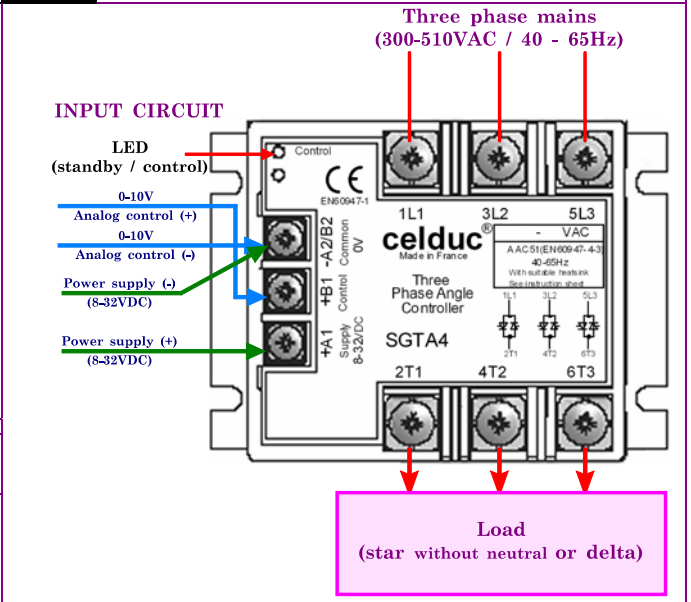 Three phase mains
(300-510VAC / 40 - 65Hz)
INPUT CIRCUIT
LED
(standby / control)
0-10V
Analog control (+)
0-10V
Analog control (-)
Power supply (-)
(8-32VDC)
Power supply (+)
(8-32VDC)
Control
CE
EN60947-1
-A2/B2
Common
0V
+B1
Control
+A1
Supply
8-32/DC
1L1 3L2 5L3
celduc®
Made in France
- VAC
AAC51(EN60947-4-3)
40-65Hz
With suitable heatsink
See instruction sheet
Three
Phase Angle
Controller
SGTA4
1L1 3L2 5L3
2T1 4T2 6T3
2T1 4T2 6T3
Load
(star without neutral or delta)